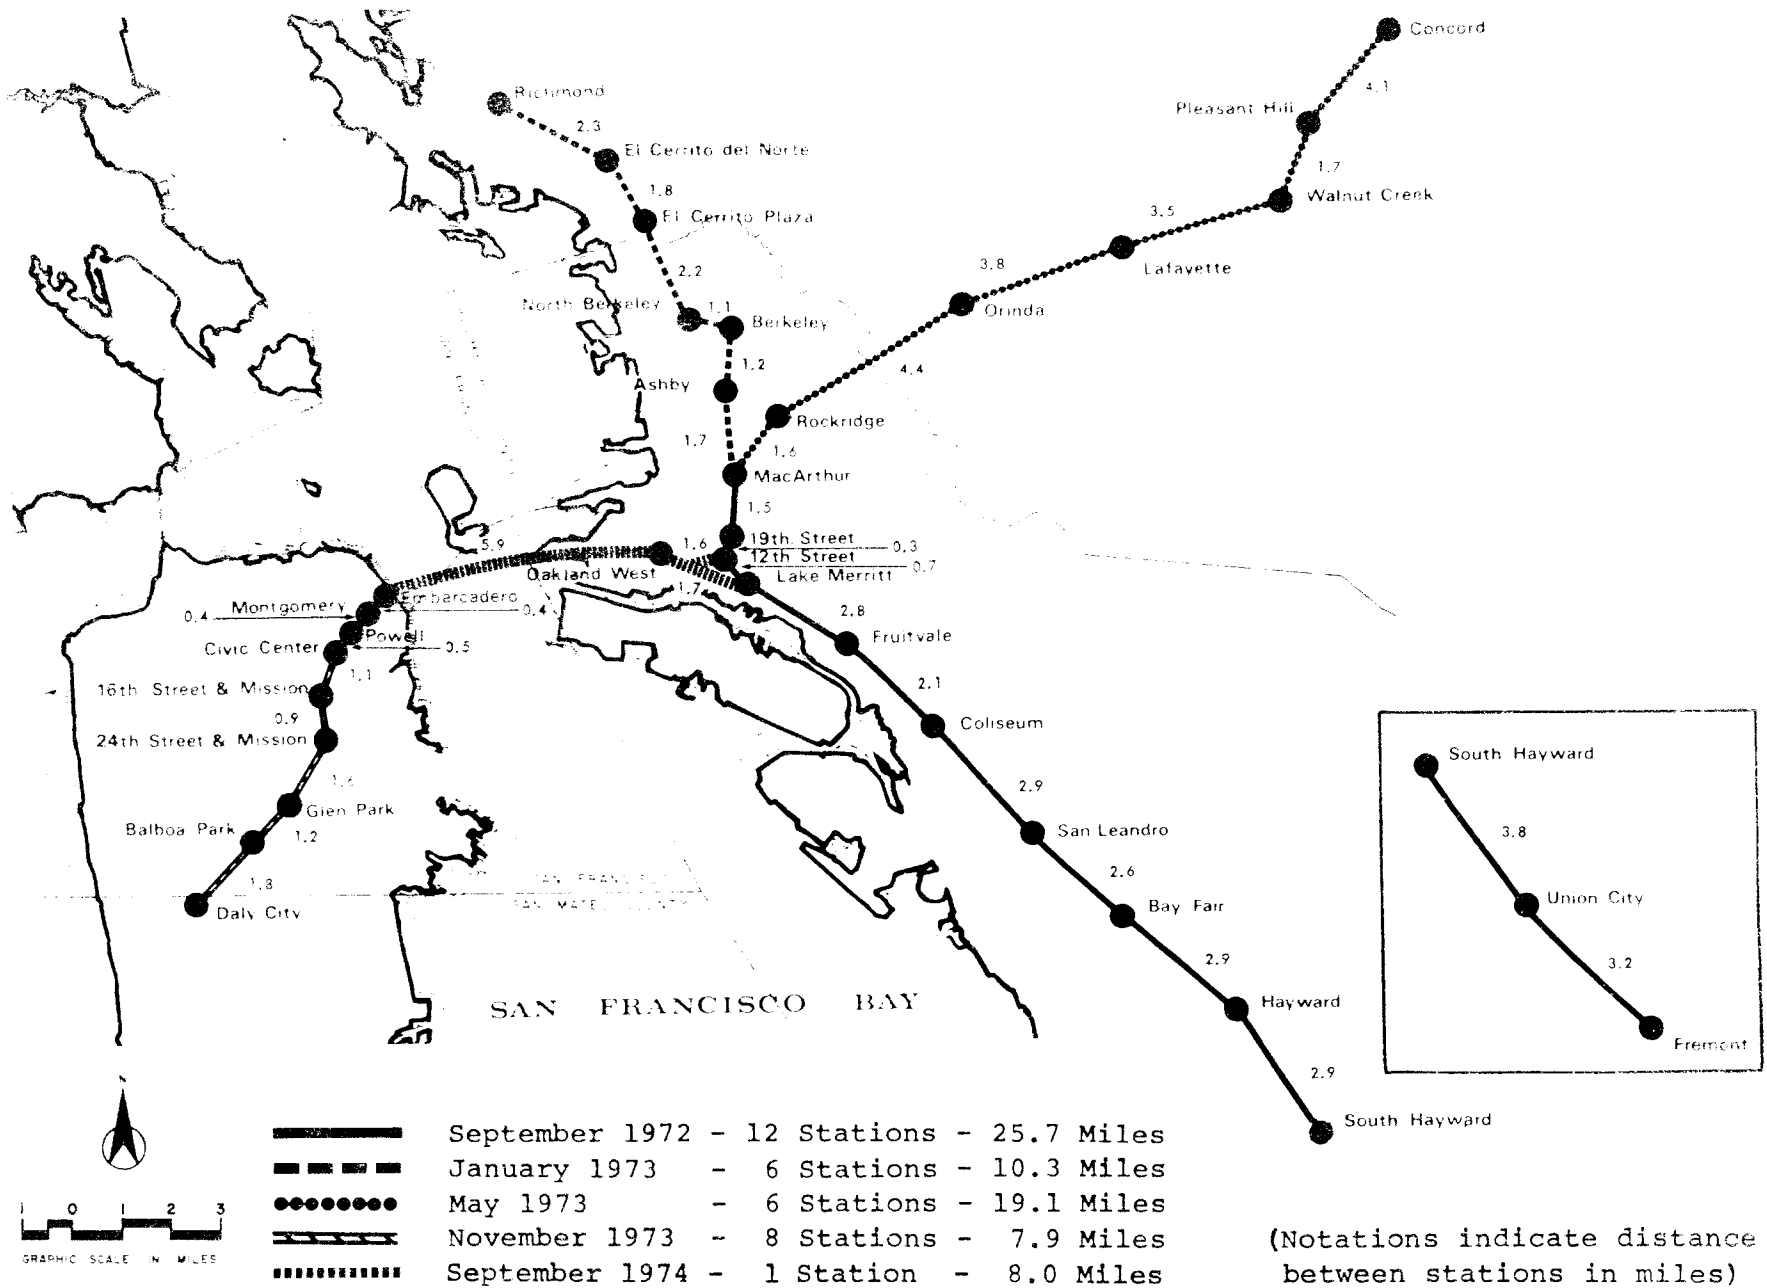 Concord
4.1
Richmond
Pleasant Hill
2.3
El Cerrito del Norte
1.7
1.8
Walnut Creek
El Cerrito Plaza
3.5
2.2
3.8
Lafayette
North Berkeley
1.1
Orinda
Berkeley
1.2
4.4
Ashby
Rockridge
1.7
1.6
MacArthur
1.5
19th Street
0.3
5.9
1.6
12th Street
0.7
Oakland West
Lake Merritt
1.7
Embarcadero
Montgomery
0.4
0.4
2.8
Powell
Fruitvale
Civic Center
0.5
1.1
16th Street & Mission
2.1
0.9
24th Street & Mission
Coliseum
South Hayward
1.6
2.9
Glen Park
Balboa Park
1.2
San Leandro
3.8
2.6
1.8
SAN MATEO COUNTY
Daly City
Bay Fair
Union City
2.9
3.2
SAN FRANCISCO BAY
Hayward
Fremont
2.9
South Hayward
N
September 1972 - 12 Stations - 25.7 Miles
January 1973 - 6 Stations - 10.3 Miles
May 1973 - 6 Stations - 19.1 Miles
November 1973 - 8 Stations - 7.9 Miles
September 1974 - 1 Station - 8.0 Miles
1 0 1 2 3
GRAPHIC SCALE IN MILES
(Notations indicate distance
between stations in miles)